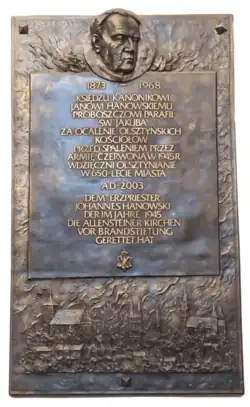 1873 – 1968
KSIĘDZU KANONIKOWI
JANOWI HANOWSKIEMU
PROBOSZCZOWI PARAFII
ŚW. JAKUBA
ZA OCALENIE OLSZTYŃSKICH
KOŚCIOŁÓW
PRZED SPALENIEM PRZEZ
ARMIĘ CZERWONĄ W 1945 R.
WDZIĘCZNI OLSZTYNIANIE
W 650-LECIE MIASTA
AD 2003
DEM ERZPRIESTER
JOHANNES HANOWSKI
DER IM JAHRE 1945
DIE ALLENSTEINER KIRCHEN
VOR BRANDSTIFTUNG
GERETTET HAT